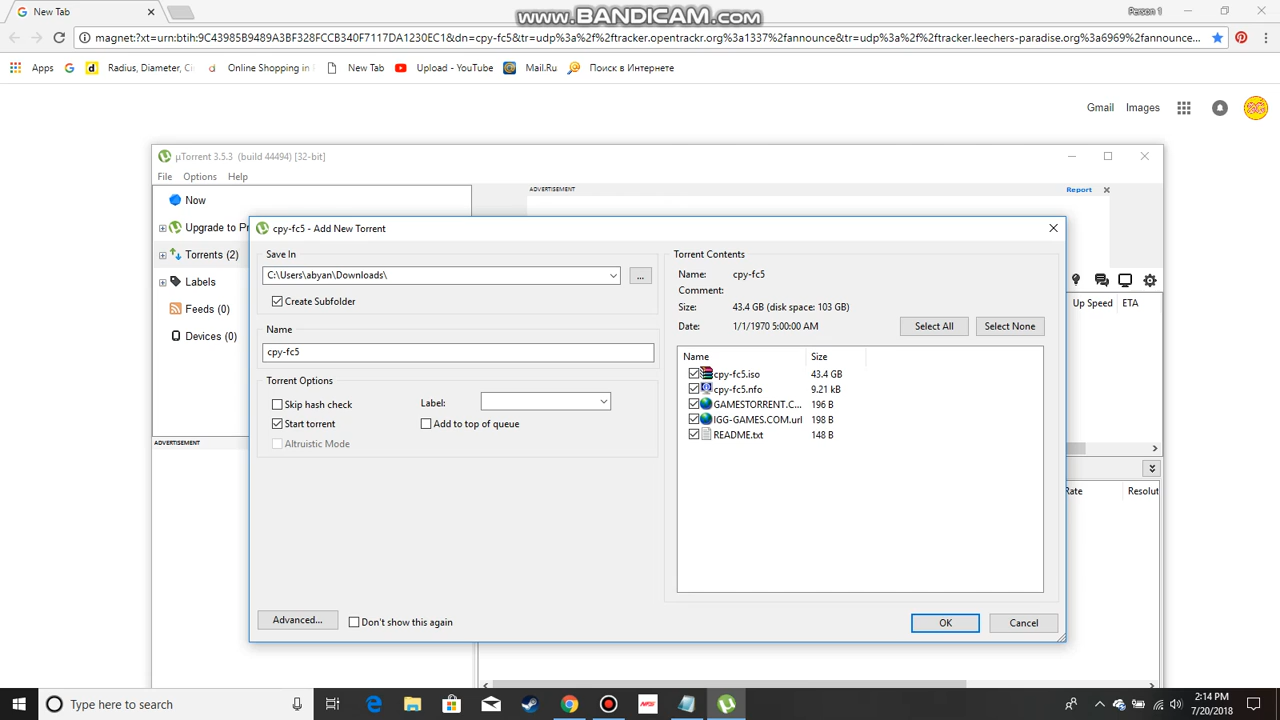 New Tab
www.BANDICAM.com
Person 1
magnet:?xt=urn:btih:9C43985B9489A3BF328FCCB340F7117DA1230EC1&dn=cpy-fc5&tr=udp%3a%2f%2ftracker.opentrackr.org%3a1337%2fannounce&tr=udp%3a%2f%2ftracker.leechers-paradise.org%3a6969%2fannounce...
Apps
Radius, Diameter, Ci
Online Shopping in
New Tab
Upload - YouTube
Mail.Ru
Поиск в Интернете
Gmail Images
µTorrent 3.5.3 (build 44494) [32-bit]
File Options Help
ADVERTISEMENT
Report
Now
Upgrade to Pr
Torrents (2)
Labels
Feeds (0)
Devices (0)
ADVERTISEMENT
Up Speed ETA
Rate Resolut
cpy-fc5 - Add New Torrent
Save In
C:\Users\abyan\Downloads\
...
Create Subfolder
Name
cpy-fc5
Torrent Options
Skip hash check
Label:
Start torrent
Add to top of queue
Altruistic Mode
Advanced...
Don't show this again
Torrent Contents
Name: cpy-fc5
Comment:
Size: 43.4 GB (disk space: 103 GB)
Date: 1/1/1970 5:00:00 AM
Select All
Select None
Name Size
cpy-fc5.iso 43.4 GB
cpy-fc5.nfo 9.21 kB
GAMESTORRENT.C... 196 B
IGG-GAMES.COM.url 198 B
README.txt 148 B
OK
Cancel
Type here to search
2:14 PM
7/20/2018